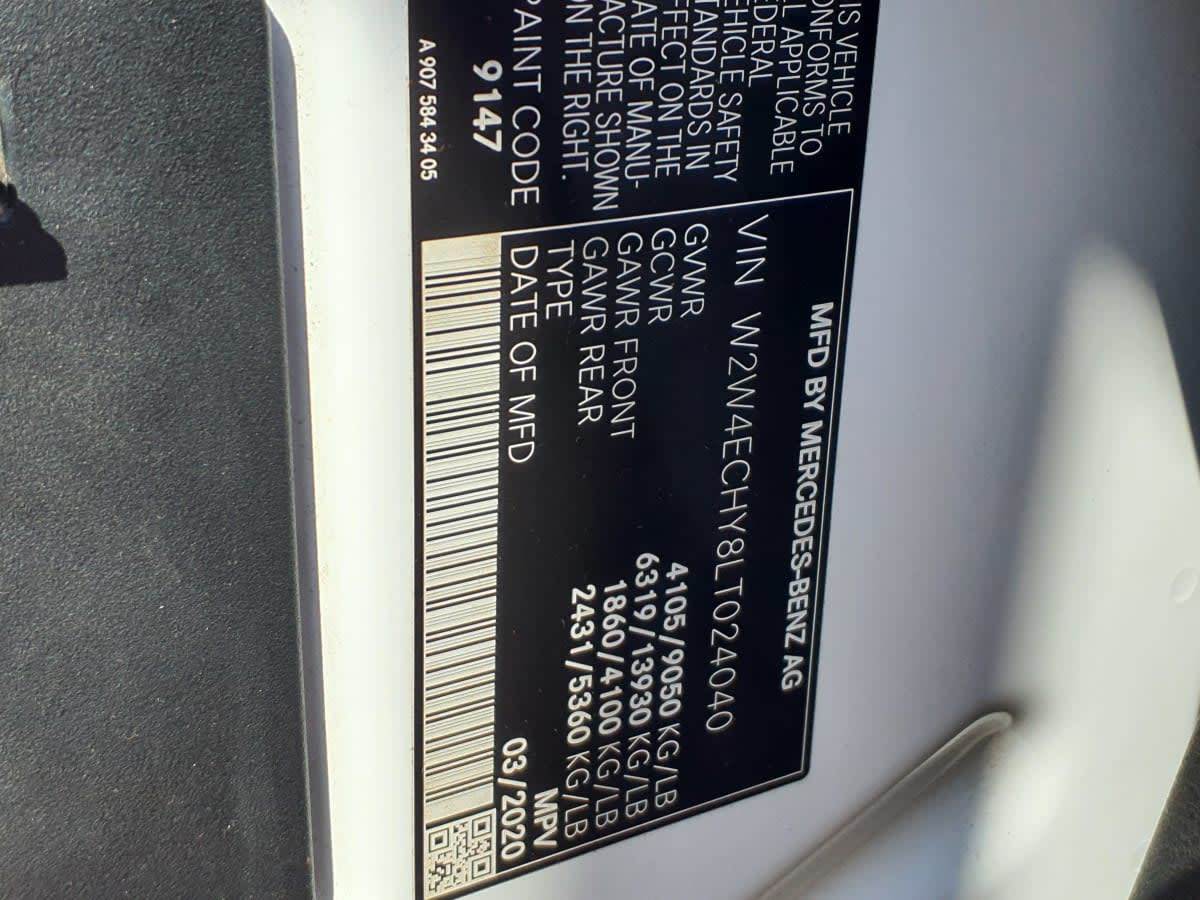 MFD BY MERCEDES-BENZ AG
IS VEHICLE
ONFORMS TO
L APPLICABLE
EDERAL
EHICLE SAFETY
TANDARDS IN
FFECT ON THE
ATE OF MANU-
ACTURE SHOWN
ON THE RIGHT.
PAINT CODE
9147
A 907 584 34 05
VIN W2W4ECHY8LT024040
GVWR 4105/9050 KG/LB
GCWR 6319/13930 KG/LB
GAWR FRONT 1860/4100 KG/LB
GAWR REAR 2431/5360 KG/LB
TYPE MPV
DATE OF MFD 03/2020